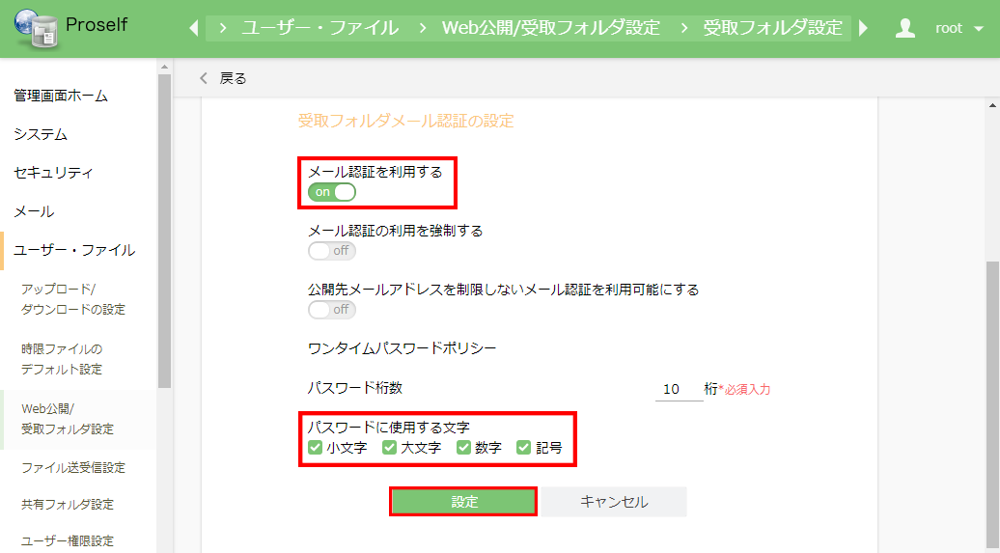 Proself
ユーザー・ファイル
Web公開/受取フォルダ設定
受取フォルダ設定
root
管理画面ホーム
システム
セキュリティ
メール
ユーザー・ファイル
アップロード/
ダウンロードの設定
時限ファイルの
デフォルト設定
Web公開/
受取フォルダ設定
ファイル送受信設定
共有フォルダ設定
ユーザー権限設定
戻る
受取フォルダメール認証の設定
メール認証を利用する
on
メール認証の利用を強制する
off
公開先メールアドレスを制限しないメール認証を利用可能にする
off
ワンタイムパスワードポリシー
パスワード桁数 10 桁*必須入力
パスワードに使用する文字
小文字 大文字 数字 記号
設定 キャンセル